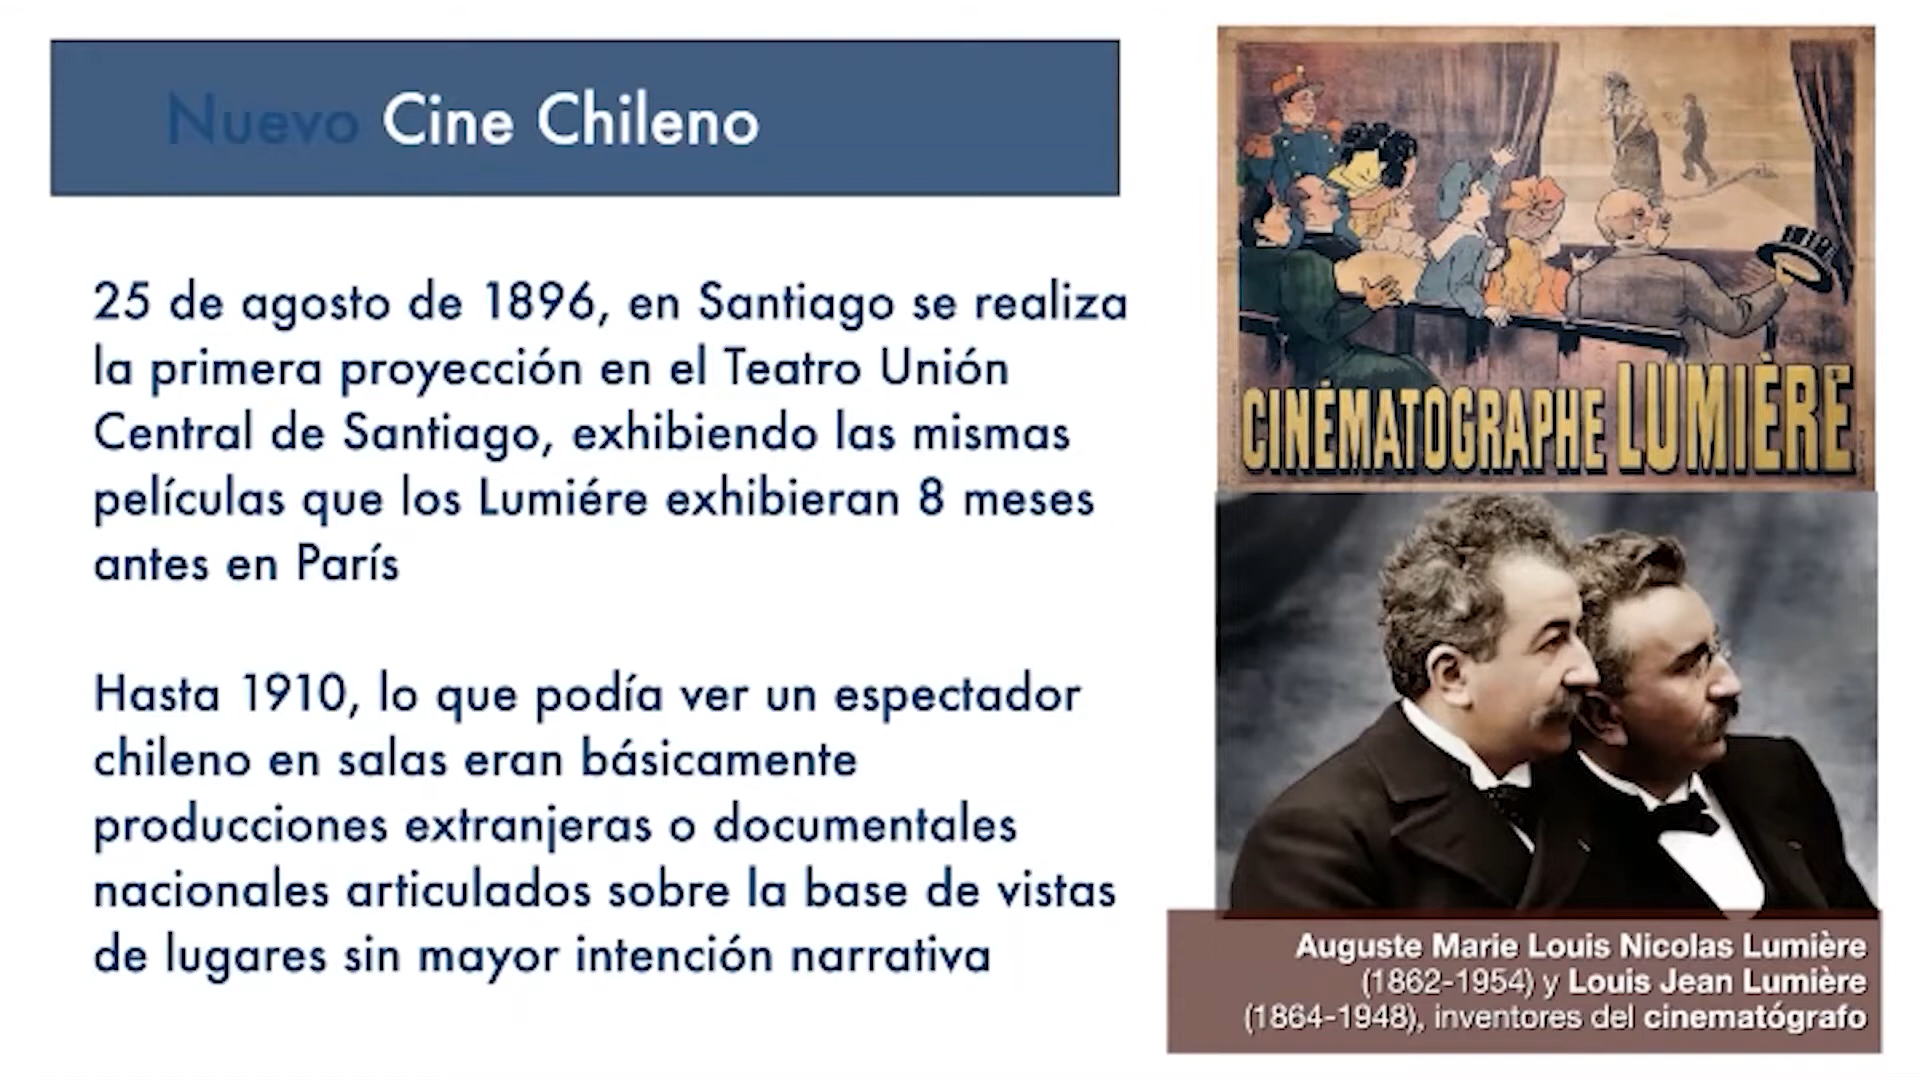 Nuevo Cine Chileno
25 de agosto de 1896, en Santiago se realiza
la primera proyección en el Teatro Unión
Central de Santiago, exhibiendo las mismas
películas que los Lumiére exhibieran 8 meses
antes en París
Hasta 1910, lo que podía ver un espectador
chileno en salas eran básicamente
producciones extranjeras o documentales
nacionales articulados sobre la base de vistas
de lugares sin mayor intención narrativa
CINÉMATOGRAPHE LUMIÈRE
Auguste Marie Louis Nicolas Lumière
(1862-1954) y Louis Jean Lumière
(1864-1948), inventores del cinematógrafo